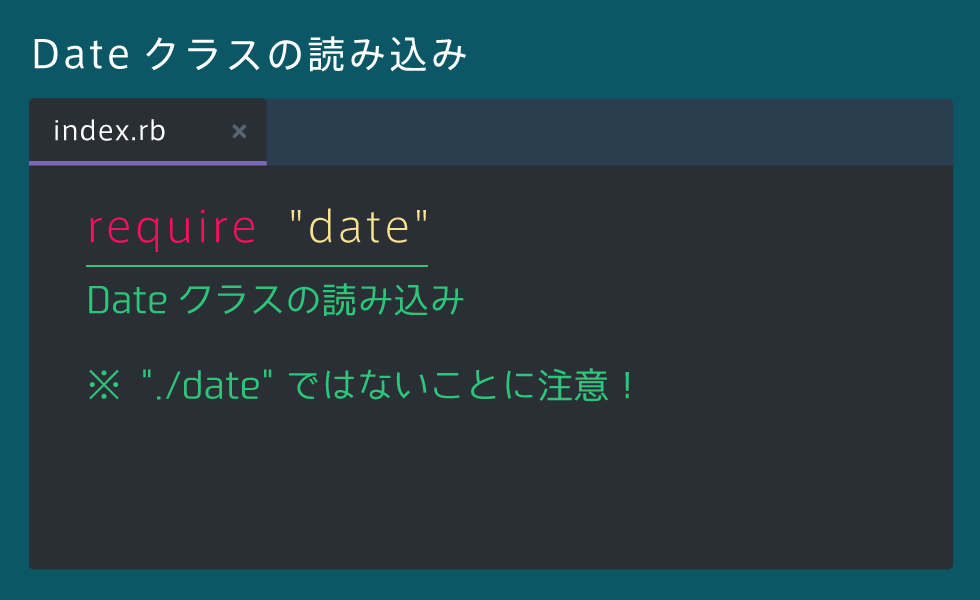 Date クラスの読み込み
index.rb ×
require "date"
Date クラスの読み込み
※ "./date" ではないことに注意！